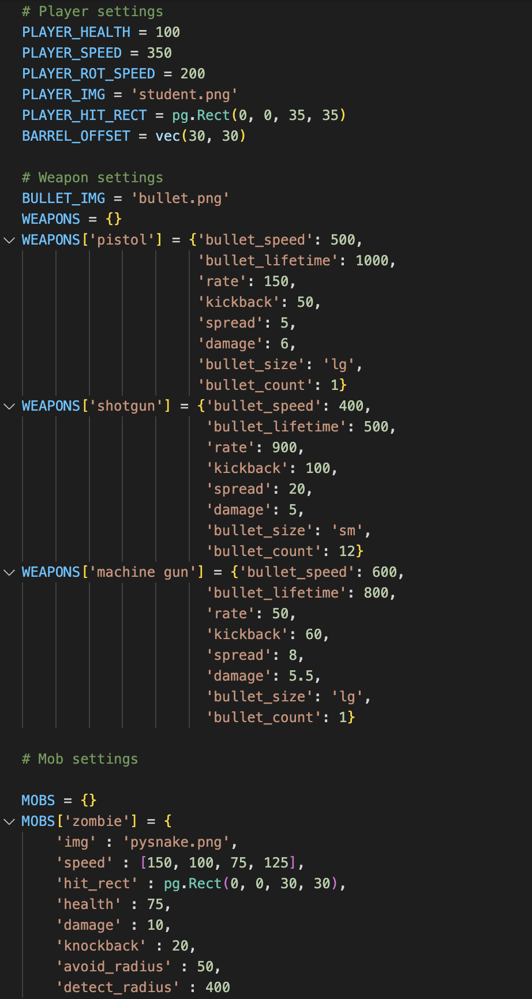 # Player settings
PLAYER_HEALTH = 100
PLAYER_SPEED = 350
PLAYER_ROT_SPEED = 200
PLAYER_IMG = 'student.png'
PLAYER_HIT_RECT = pg.Rect(0, 0, 35, 35)
BARREL_OFFSET = vec(30, 30)

# Weapon settings
BULLET_IMG = 'bullet.png'
WEAPONS = {}
WEAPONS['pistol'] = {'bullet_speed': 500,
                     'bullet_lifetime': 1000,
                     'rate': 150,
                     'kickback': 50,
                     'spread': 5,
                     'damage': 6,
                     'bullet_size': 'lg',
                     'bullet_count': 1}
WEAPONS['shotgun'] = {'bullet_speed': 400,
                      'bullet_lifetime': 500,
                      'rate': 900,
                      'kickback': 100,
                      'spread': 20,
                      'damage': 5,
                      'bullet_size': 'sm',
                      'bullet_count': 12}
WEAPONS['machine gun'] = {'bullet_speed': 600,
                      'bullet_lifetime': 800,
                      'rate': 50,
                      'kickback': 60,
                      'spread': 8,
                      'damage': 5.5,
                      'bullet_size': 'lg',
                      'bullet_count': 1}

# Mob settings

MOBS = {}
MOBS['zombie'] = {
    'img' : 'pysnake.png',
    'speed' : [150, 100, 75, 125],
    'hit_rect' : pg.Rect(0, 0, 30, 30),
    'health' : 75,
    'damage' : 10,
    'knockback' : 20,
    'avoid_radius' : 50,
    'detect_radius' : 400